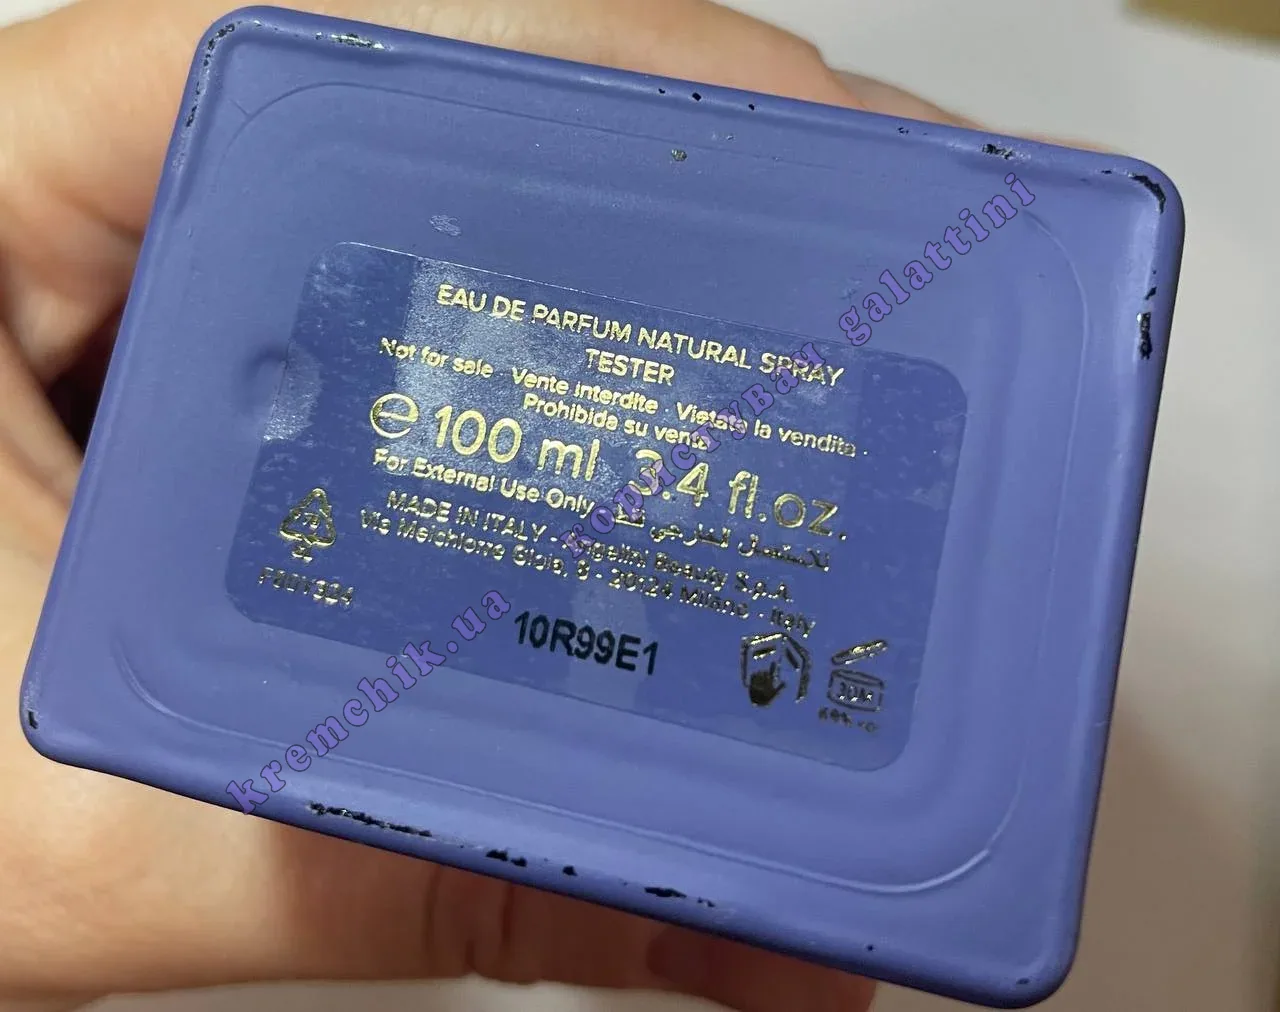 EAU DE PARFUM NATURAL SPRAY
TESTER
Not for sale · Vente interdite · Vietata la vendita ·
Prohibida su venta
e 100 ml 3.4 fl.oz.
For External Use Only للاستعمال الخارجي فقط
MADE IN ITALY - Angelini Beauty S.p.A.
Via Melchiorre Gioia, 8 - 20124 Milano - Italy
10R99E1
kremchik.ua користувач galattini